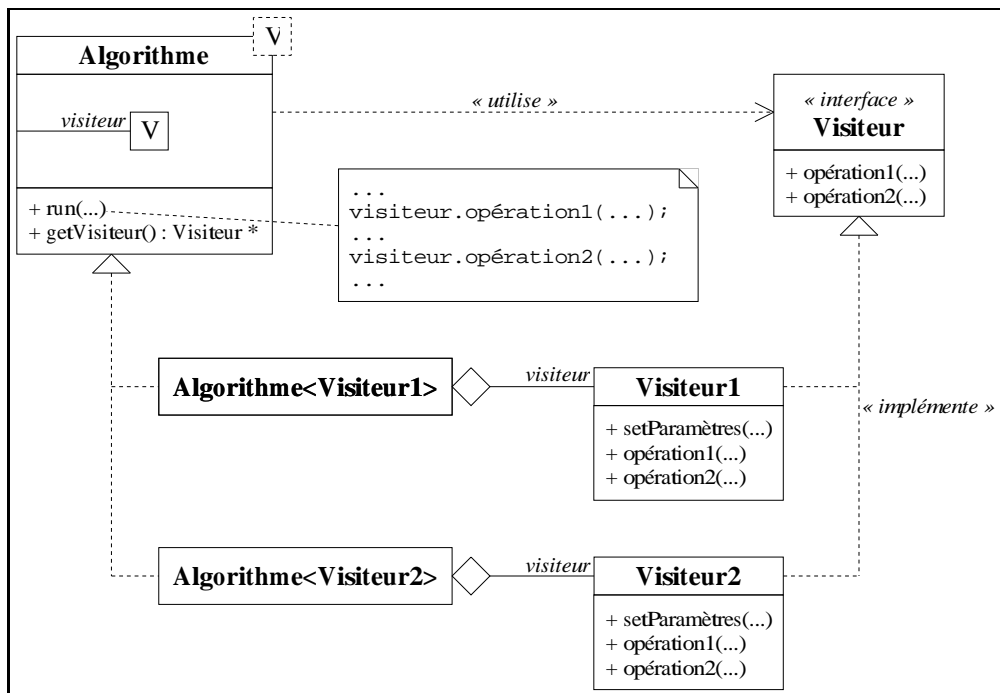 V
Algorithme
visiteur V
+ run(...)
+ getVisiteur() : Visiteur *
« utilise »
« interface »
Visiteur
+ opération1(...)
+ opération2(...)
...
visiteur.opération1(...);
...
visiteur.opération2(...);
...
Algorithme<Visiteur1>
visiteur
Visiteur1
+ setParamètres(...)
+ opération1(...)
+ opération2(...)
« implémente »
Algorithme<Visiteur2>
visiteur
Visiteur2
+ setParamètres(...)
+ opération1(...)
+ opération2(...)